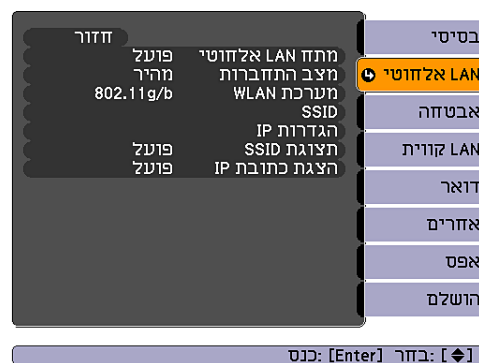 בסיסי
LAN אלחוטי
אבטחה
LAN קווית
דואר
אחרים
אפס
הושלם
חזור
מתח LAN אלחוטי פועל
מצב התחברות מהיר
מערכת WLAN 802.11g/b
SSID
הגדרות IP
תצוגת SSID פועל
הצגת כתובת IP פועל
[♦] :בחר [Enter] :כנס